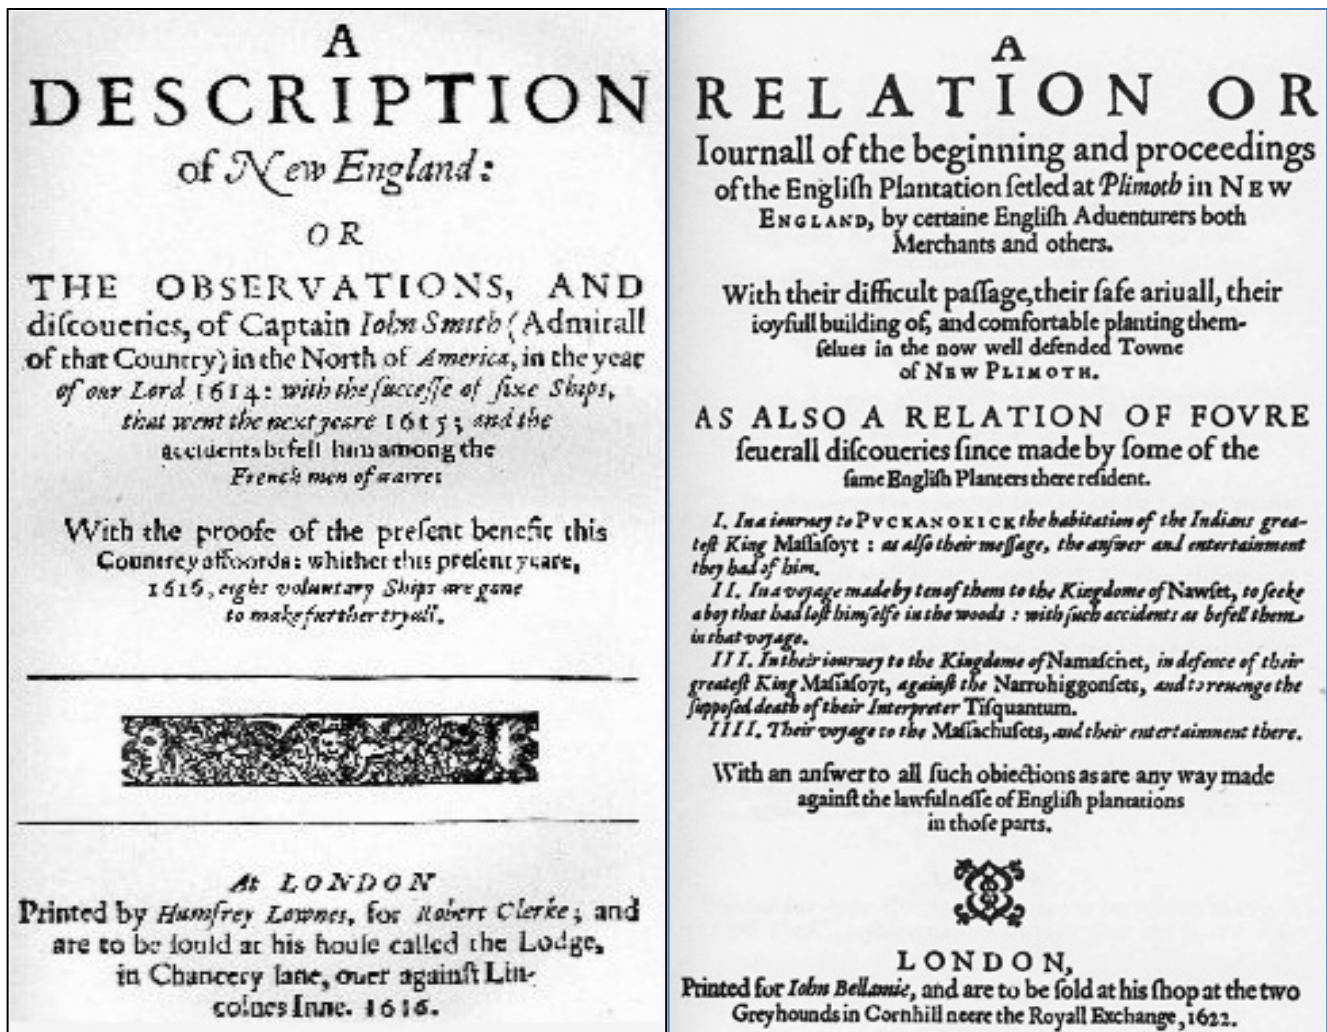 A
DESCRIPTION
of New England:
OR
THE OBSERVATIONS, AND
diſcoueries, of Captain Iohn Smith (Admirall
of that Country) in the North of America, in the year
of our Lord 1614: with the ſucceſſe of ſixe Ships,
that went the next yeare 1615; and the
accidents befell him among the
French men of warre:
With the proofe of the preſent benefit this
Countrey affoords: whither this preſent yeare,
1616, eight voluntary Ships are gone
to make further tryall.
At LONDON
Printed by Humfrey Lownes, for Robert Clerke; and
are to be ſould at his houſe called the Lodge,
in Chancery lane, ouer againſt Lin-
colnes Inne. 1616.
A
RELATION OR
Iournall of the beginning and proceedings
of the Engliſh Plantation ſetled at Plimoth in NEW
ENGLAND, by certaine Engliſh Aduenturers both
Merchants and others.
With their difficult paſſage, their ſafe ariuall, their
ioyfull building of, and comfortable planting them-
ſelues in the now well defended Towne
of NEW PLIMOTH.
AS ALSO A RELATION OF FOVRE
ſeuerall diſcoueries ſince made by ſome of the
ſame Engliſh Planters there reſident.
I. In a iourney to PVCKANOKICK the habitation of the Indians grea-
teſt King Maſſaſoyt : as alſo their meſſage, the anſwer and entertainment
they had of him.
II. In a voyage made by ten of them to the Kingdome of Nawſet, to ſeeke
a boy that had loſt himſelfe in the woods : with ſuch accidents as befell them
in that voyage.
III. In their iourney to the Kingdome of Namaſchet, in defence of their
greateſt King Maſſaſoyt, againſt the Narrohiggonſets, and to reuenge the
ſuppoſed death of their Interpreter Tiſquantum.
IIII. Their voyage to the Maſſachuſets, and their entertainment there.
With an anſwer to all ſuch obiections as are any way made
againſt the lawfulneſſe of Engliſh plantations
in thoſe parts.
LONDON,
Printed for Iohn Bellamie, and are to be ſold at his ſhop at the two
Greyhounds in Cornhill neere the Royall Exchange, 1622.